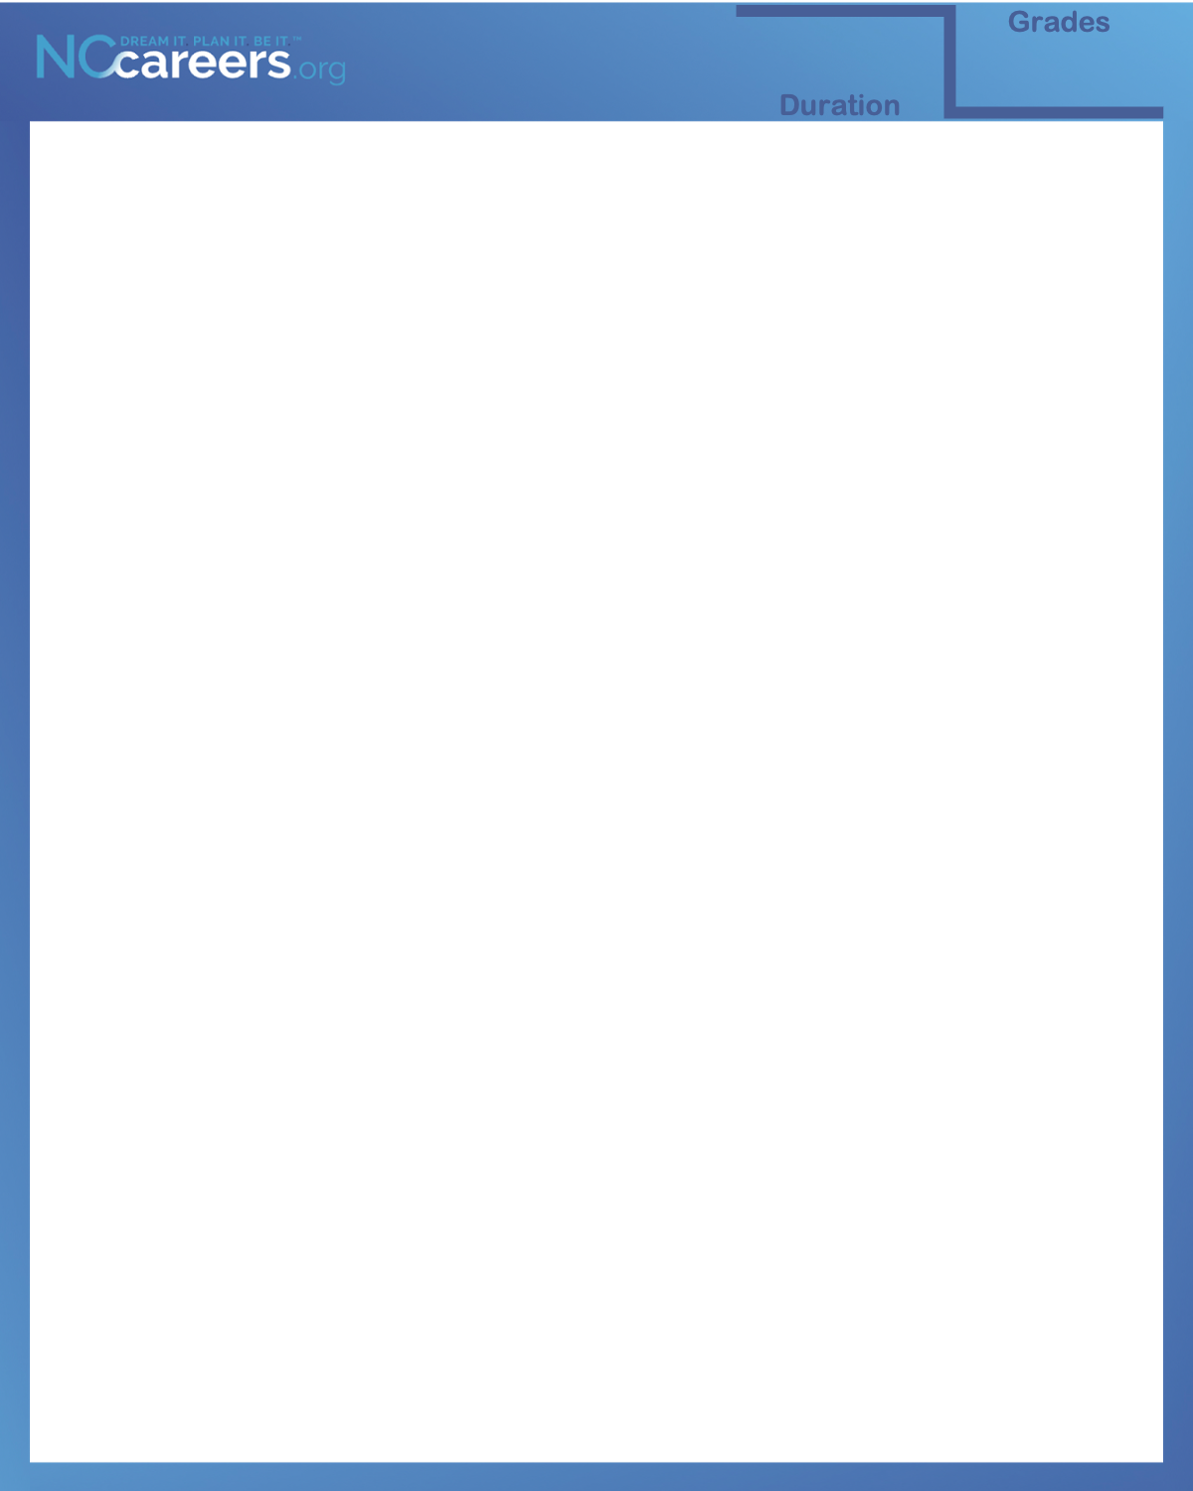 Grades
DREAM IT. PLAN IT. BE IT.™
NCcareers.org
Duration